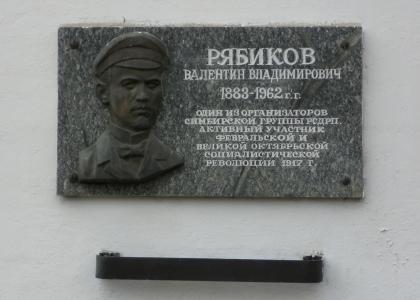 РЯБИКОВ
ВАЛЕНТИН ВЛАДИМИРОВИЧ
1883-1962 г.г.
ОДИН ИЗ ОРГАНИЗАТОРОВ
СИМБИРСКОЙ ГРУППЫ РСДРП.
АКТИВНЫЙ УЧАСТНИК
ФЕВРАЛЬСКОЙ И
ВЕЛИКОЙ ОКТЯБРЬСКОЙ
СОЦИАЛИСТИЧЕСКОЙ
РЕВОЛЮЦИИ 1917 Г.